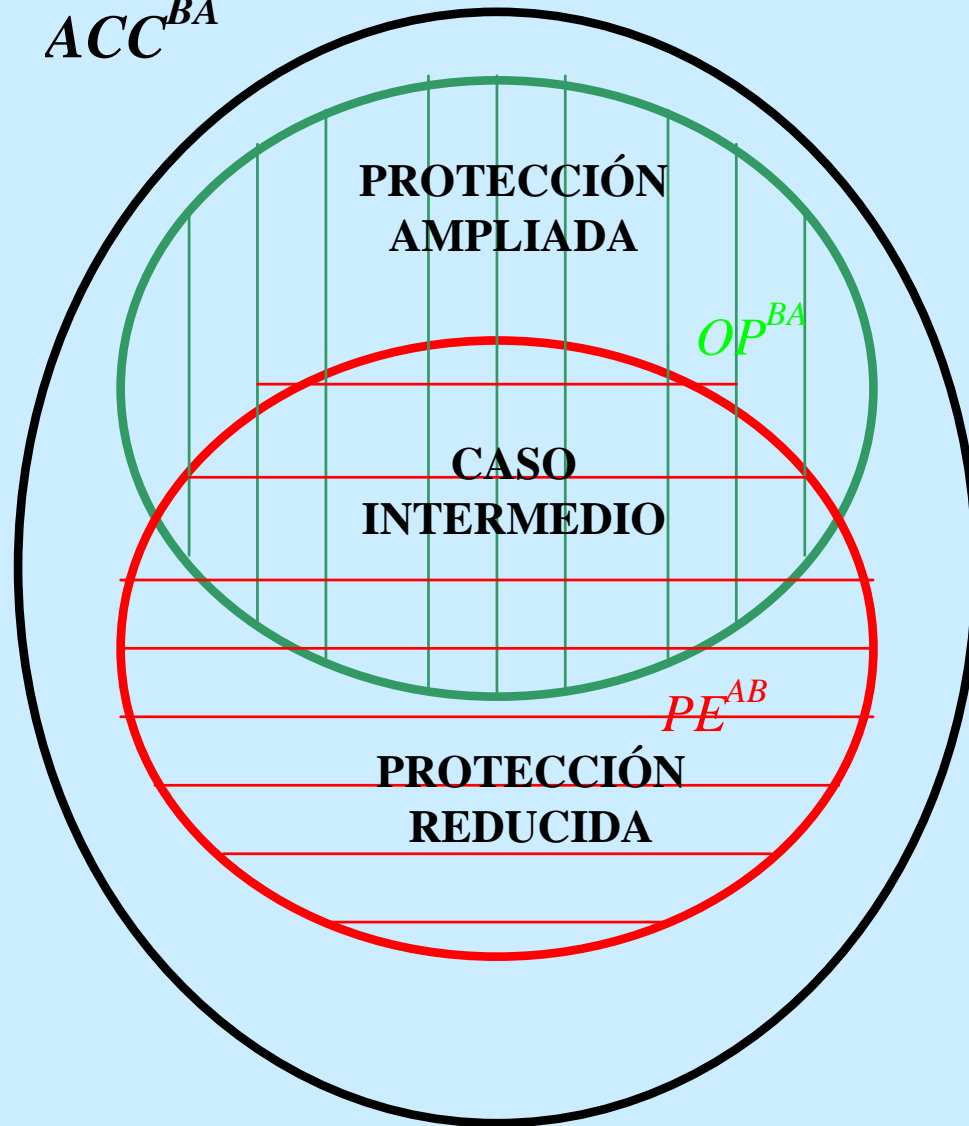 ACC^BA
PROTECCIÓN
AMPLIADA
OP^BA
CASO
INTERMEDIO
PE^AB
PROTECCIÓN
REDUCIDA